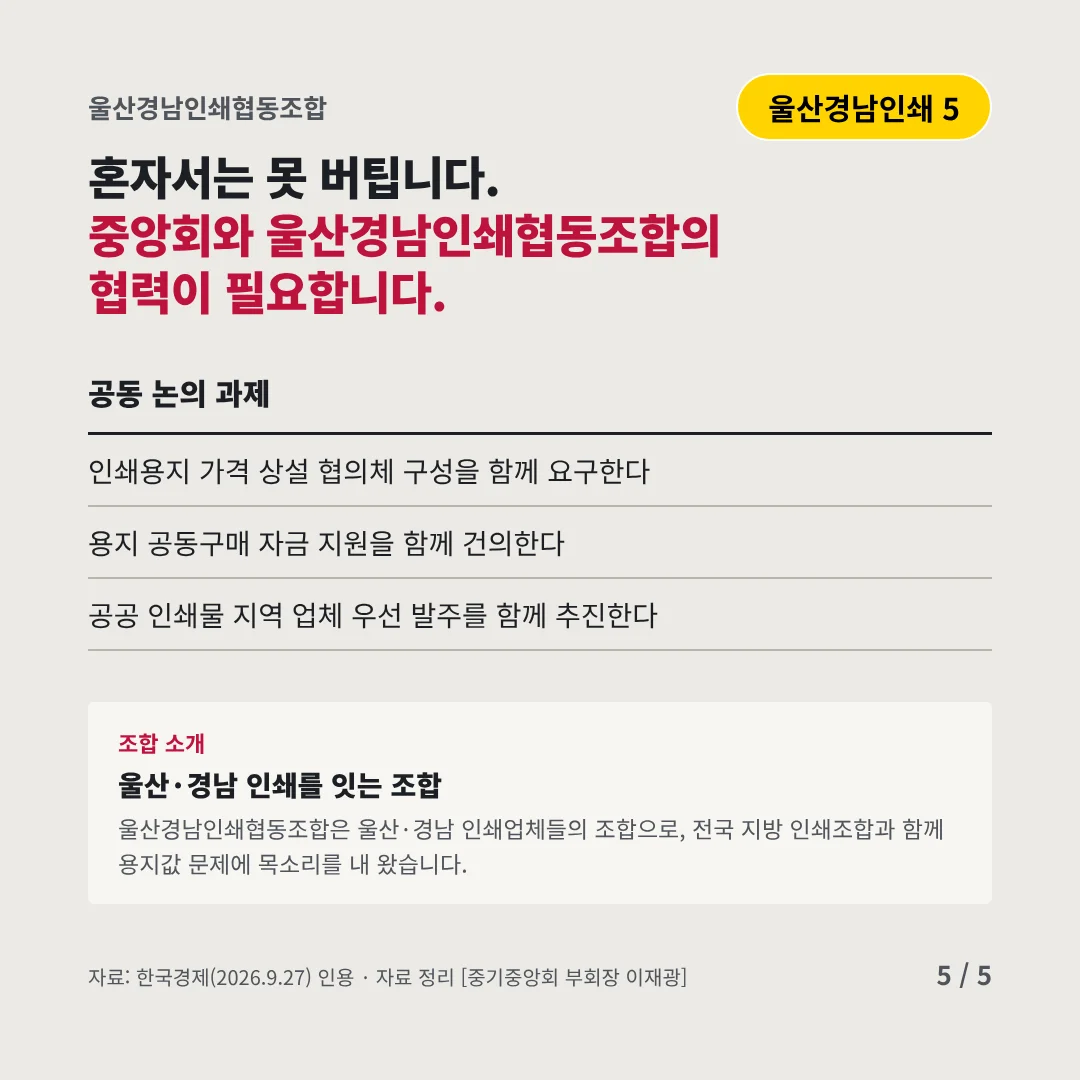 울산경남인쇄협동조합
울산경남인쇄 5
혼자서는 못 버팁니다.
중앙회와 울산경남인쇄협동조합의
협력이 필요합니다.
공동 논의 과제
인쇄용지 가격 상설 협의체 구성을 함께 요구한다
용지 공동구매 자금 지원을 함께 건의한다
공공 인쇄물 지역 업체 우선 발주를 함께 추진한다
조합 소개
울산·경남 인쇄를 잇는 조합
울산경남인쇄협동조합은 울산·경남 인쇄업체들의 조합으로, 전국 지방 인쇄조합과 함께
용지값 문제에 목소리를 내 왔습니다.
자료: 한국경제(2026.9.27) 인용 · 자료 정리 [중기중앙회 부회장 이재광]
5 / 5